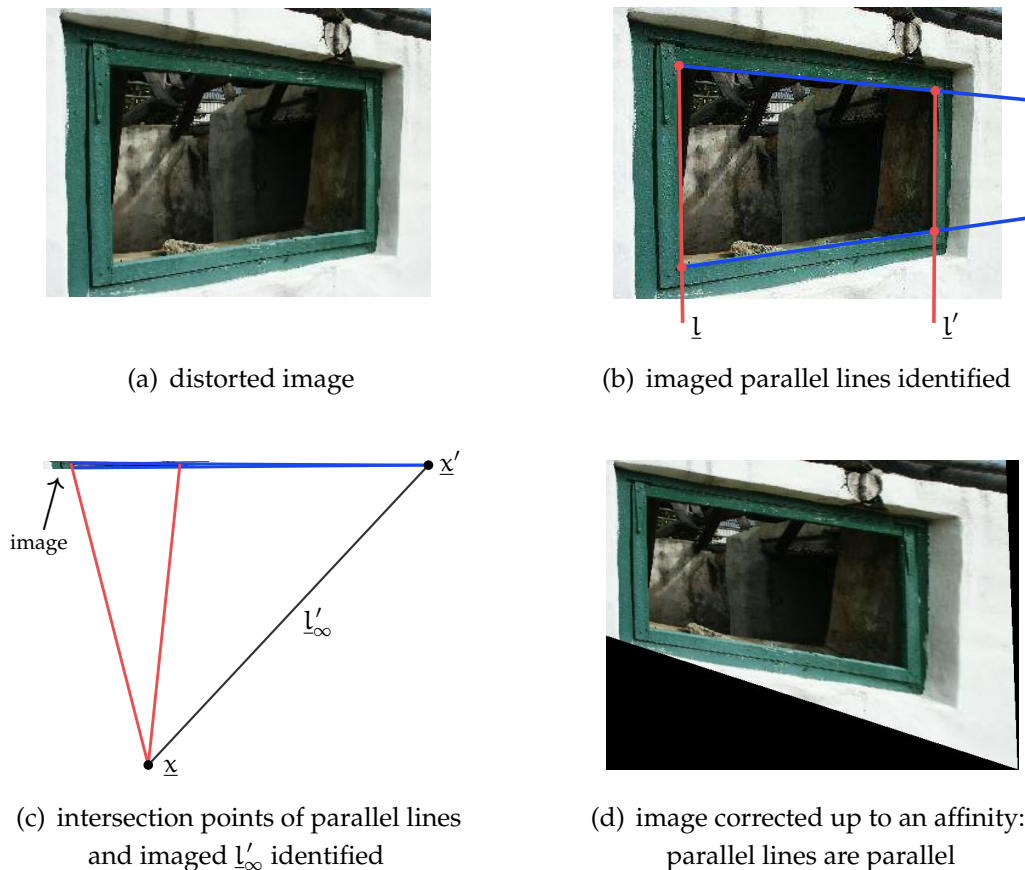 l
l′
(a) distorted image
(b) imaged parallel lines identified
x′
image
l′∞
x
(c) intersection points of parallel lines
and imaged l′∞ identified
(d) image corrected up to an affinity:
parallel lines are parallel